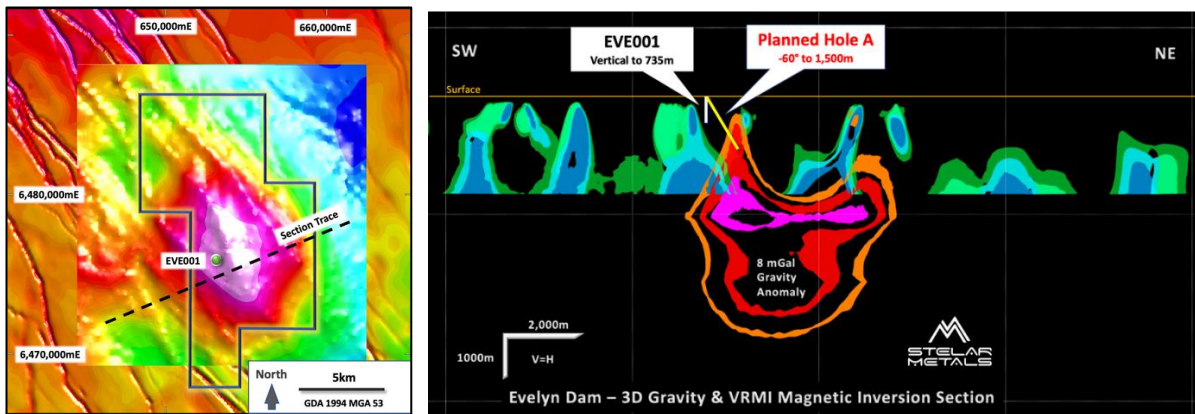 650,000mE
660,000mE
6,480,000mE
Section Trace
EVE001
6,470,000mE
North
5km
GDA 1994 MGA 53
SW
EVE001
Vertical to 735m
Planned Hole A
-60° to 1,500m
NE
Surface
8 mGal
Gravity
Anomaly
2,000m
1000m
V=H
STELAR
METALS
Evelyn Dam – 3D Gravity & VRMI Magnetic Inversion Section